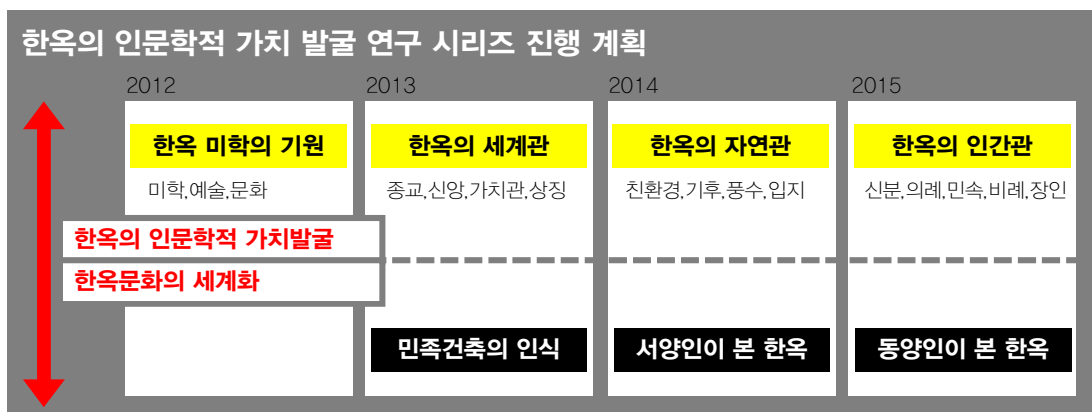 한옥의 인문학적 가치 발굴 연구 시리즈 진행 계획
2012
2013
2014
2015
한옥 미학의 기원
한옥의 세계관
한옥의 자연관
한옥의 인간관
미학,예술,문화
종교,신앙,가치관,상징
친환경,기후,풍수,입지
신분,의례,민속,비례,장인
한옥의 인문학적 가치발굴
한옥문화의 세계화
민족건축의 인식
서양인이 본 한옥
동양인이 본 한옥